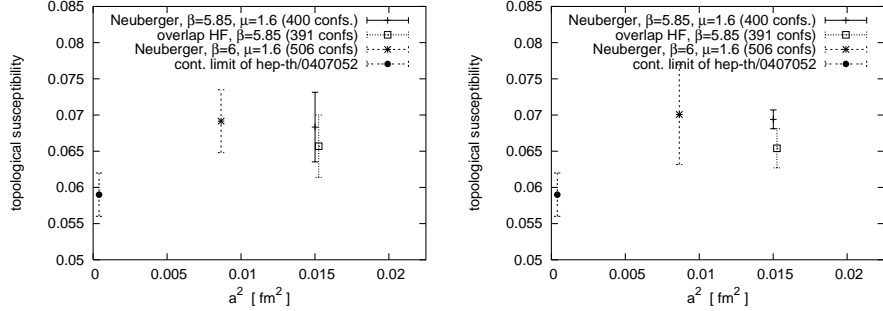 0.085
0.08
0.075
0.07
0.065
0.06
0.055
0.05
topological susceptibility
Neuberger, β=5.85, μ=1.6 (400 confs.)
overlap HF, β=5.85 (391 confs)
Neuberger, β=6, μ=1.6 (506 confs)
cont. limit of hep-th/0407052
0 0.005 0.01 0.015 0.02
a² [ fm² ]
0.085
0.08
0.075
0.07
0.065
0.06
0.055
0.05
topological susceptibility
Neuberger, β=5.85, μ=1.6 (400 confs.)
overlap HF, β=5.85 (391 confs)
Neuberger, β=6, μ=1.6 (506 confs)
cont. limit of hep-th/0407052
0 0.005 0.01 0.015 0.02
a² [ fm² ]